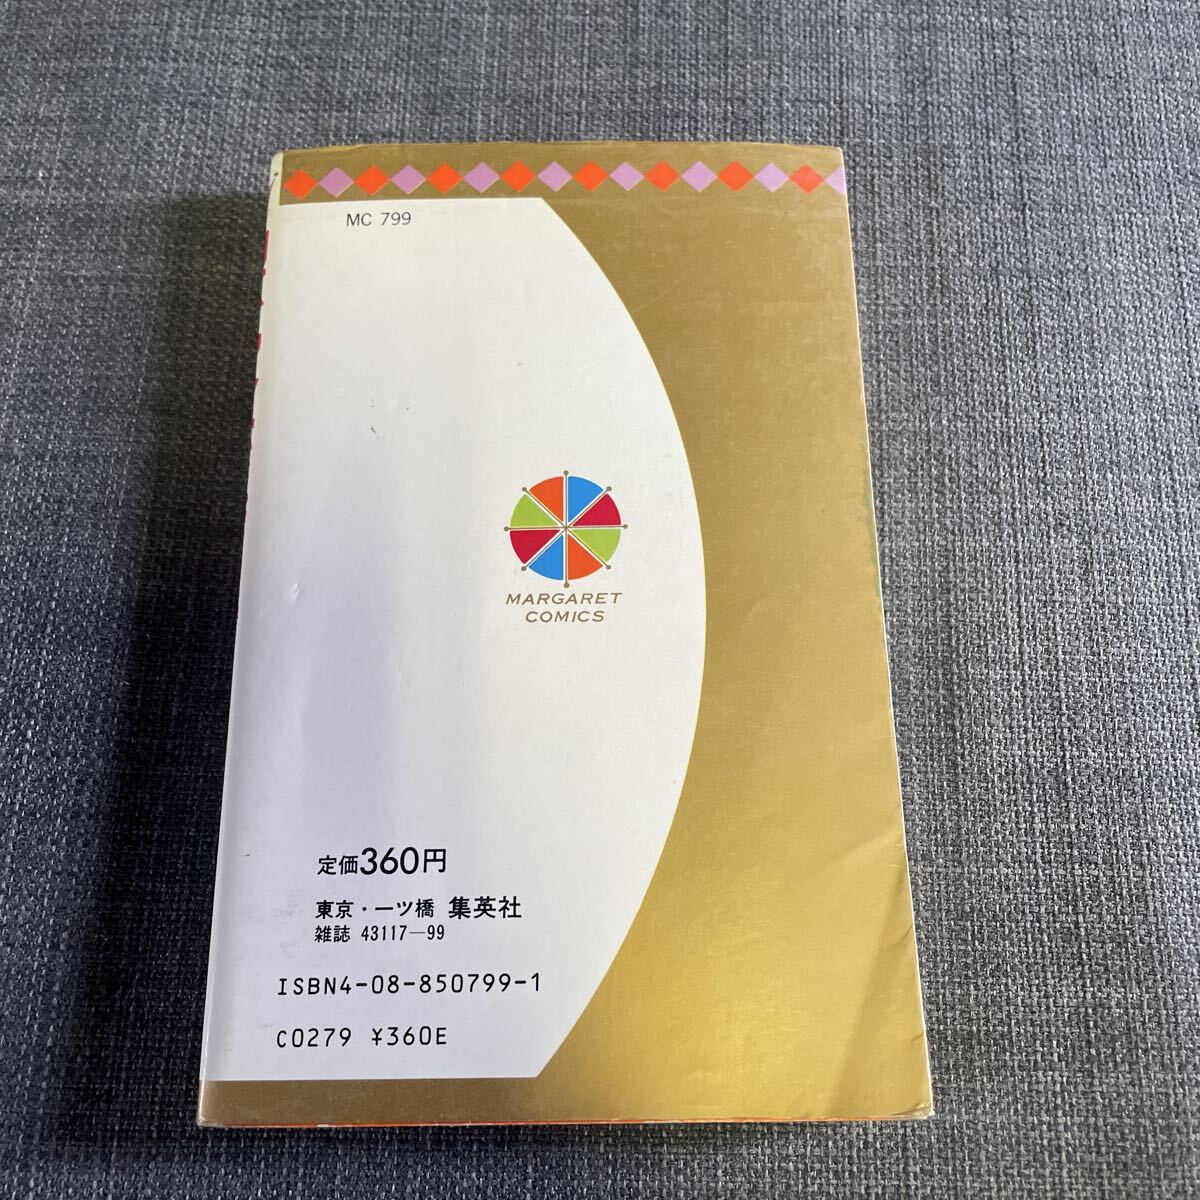 MC 799
MARGARET
COMICS
定価360円
東京・一ツ橋 集英社
雑誌 43117―99
ISBN4-08-850799-1
C0279 ¥360E